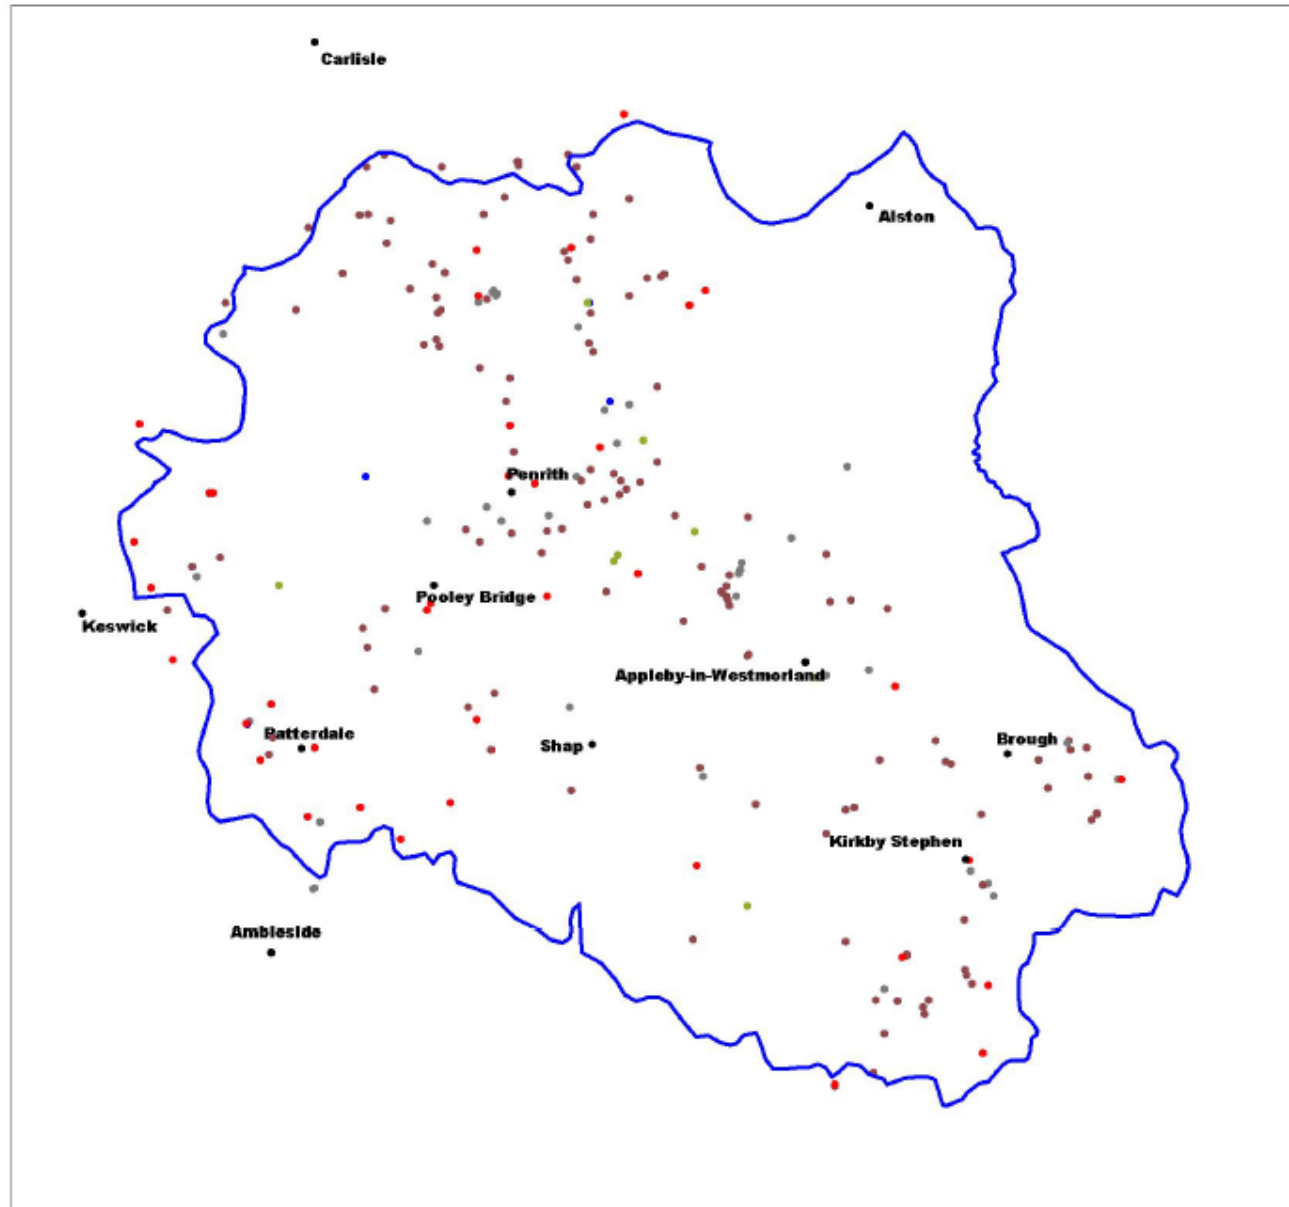 Carlisle
Alston
Penrith
Pooley Bridge
Keswick
Appleby-in-Westmorland
Patterdale
Shap
Brough
Kirkby Stephen
Ambleside